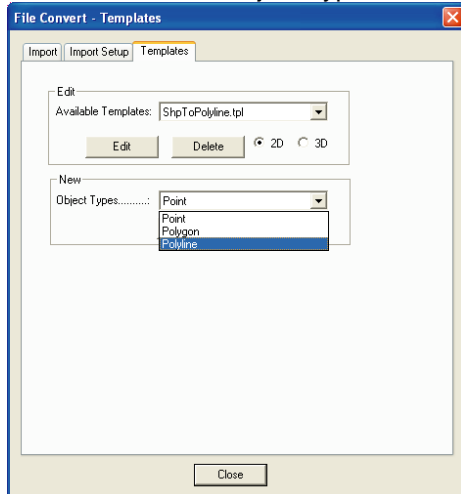 File Convert - Templates
Import Import Setup Templates
Edit
Available Templates: ShpToPolyline.tpl
Edit Delete 2D 3D
New
Object Types.........: Point
Point
Polygon
Polyline
Close